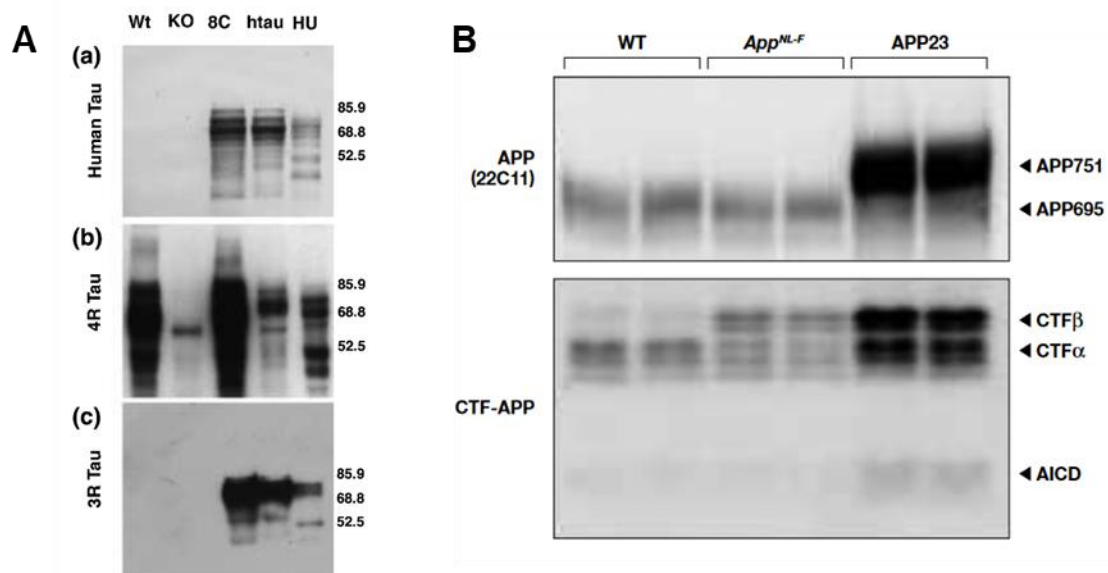 A
Wt KO 8C htau HU
(a)
Human Tau
85.9
68.8
52.5
(b)
4R Tau
85.9
68.8
52.5
(c)
3R Tau
85.9
68.8
52.5
B
WT App^NL-F APP23
APP
(22C11)
◄ APP751
◄ APP695
CTF-APP
◄ CTFβ
◄ CTFα
◄ AICD